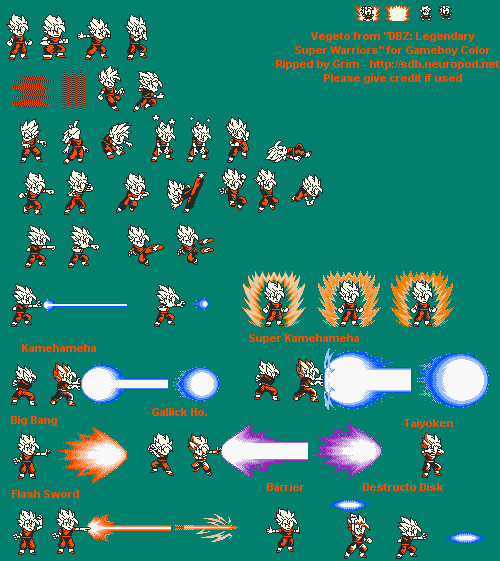 Vegeto from "DBZ: Legendary
Super Warriors" for Gameboy Color
Ripped by Grim - http://sdb.neuropod.net
Please give credit if used
Super Kamehameha
Kamehameha
Gallick Ho.
Big Bang
Taiyoken
Barrier
Destructo Disk
Flash Sword